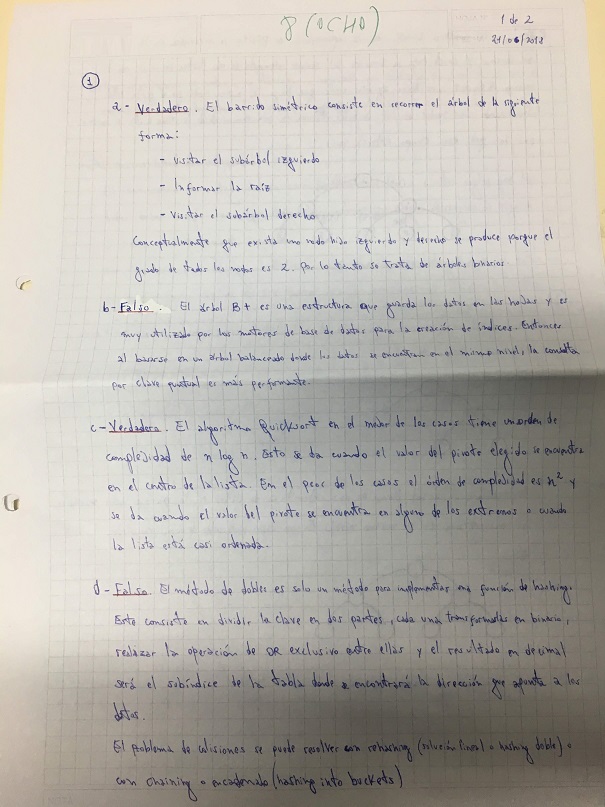 8 (OCHO)
1 de 2
21/06/2018
1
a- Verdadero. El barrido simétrico consiste en recorrer el árbol de la siguiente
forma:
- visitar el subárbol izquierdo
- Informar la raíz
- visitar el subárbol derecho
Conceptualmente que exista un nodo hijo izquierdo y derecho se produce porque el
grado de todos los nodos es 2. Por lo tanto se trata de árboles binarios
b- Falso. El árbol B+ es una estructura que guarda los datos en las hojas y es
muy utilizado por los motores de base de datos para la creación de índices. Entonces
al basarse en un árbol balanceado donde los datos se encuentran en el mismo nivel, la consulta
por clave puntual es más performante.
c- Verdadero. El algoritmo Quicksort en el mejor de los casos tiene un orden de
complejidad de n log n. Esto se da cuando el valor del pivote elegido se encuentra
en el centro de la lista. En el peor de los casos el órden de complejidad es n² y
se da cuando el valor del pivote se encuentra en alguno de los extremos o cuando
la lista está casi ordenada.
d- Falso. El método de dobles es solo un método para implementar una función de hashing.
Este consiste en dividir la clave en dos partes, cada una transformadas en binario,
realizar la operación de OR exclusivo entre ellas y el resultado en decimal
será el subíndice de la tabla donde se encontrará la dirección que apunta a los
datos.
El problema de colisiones se puede resolver con rehashing (solución lineal o hashing doble) o
con chaining o encadenado (hashing into buckets)